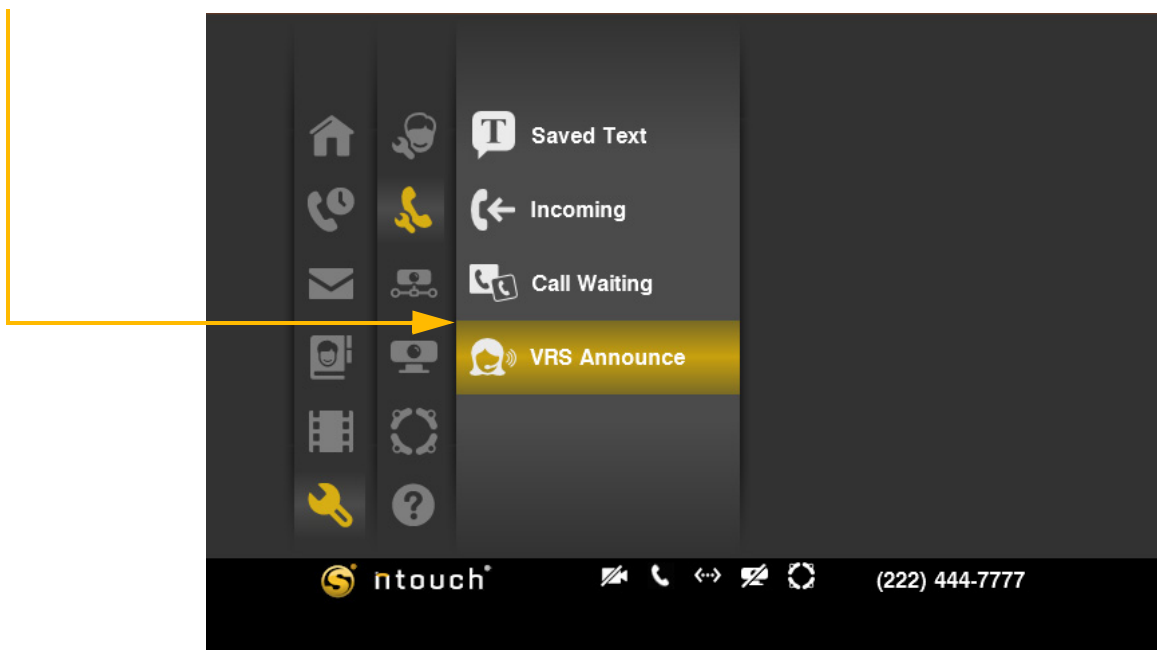 T Saved Text
Incoming
Call Waiting
VRS Announce
?
S ntouch® (222) 444-7777